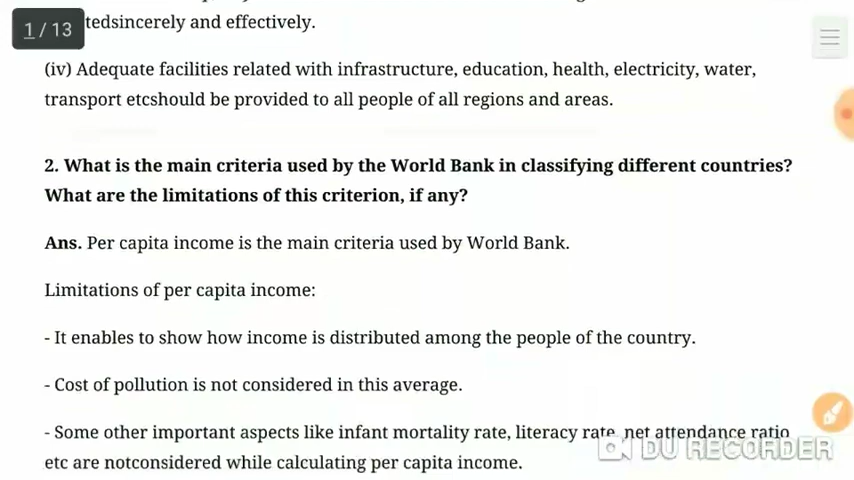 1 / 13
tedsincerely and effectively.
(iv) Adequate facilities related with infrastructure, education, health, electricity, water,
transport etcshould be provided to all people of all regions and areas.
2. What is the main criteria used by the World Bank in classifying different countries?
What are the limitations of this criterion, if any?
Ans. Per capita income is the main criteria used by World Bank.
Limitations of per capita income:
- It enables to show how income is distributed among the people of the country.
- Cost of pollution is not considered in this average.
- Some other important aspects like infant mortality rate, literacy rate, net attendance ratio
DU RECORDER
etc are notconsidered while calculating per capita income.